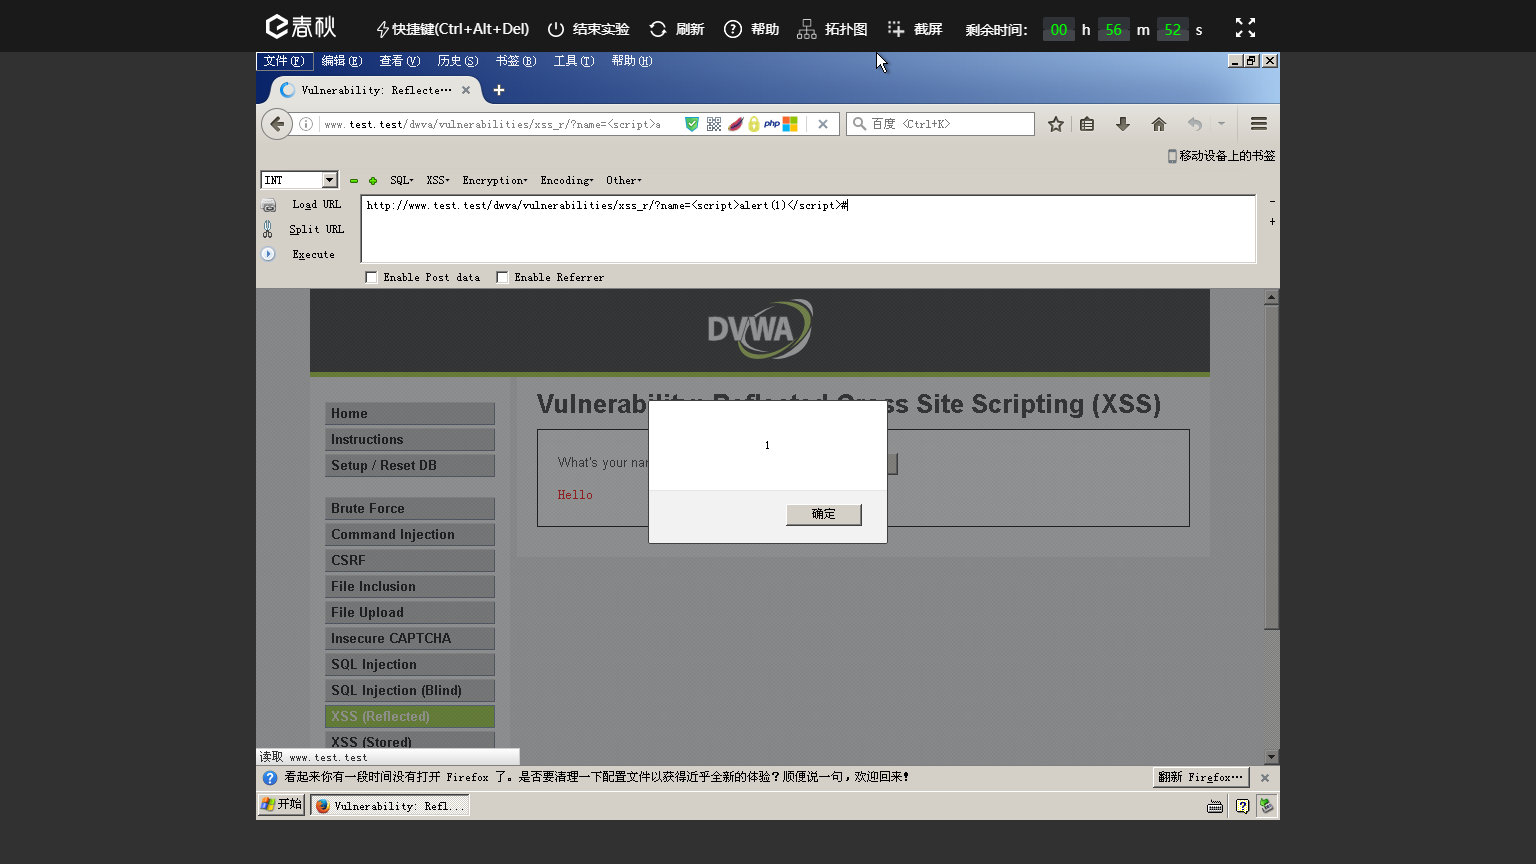 春秋 快捷键(Ctrl+Alt+Del) 结束实验 刷新 帮助 拓扑图 截屏 剩余时间： 00 h 56 m 52 s
文件(F) 编辑(E) 查看(V) 历史(S) 书签(B) 工具(T) 帮助(H)
Vulnerability: Reflecte…
www.test.test/dwva/vulnerabilities/xss_r/?name=<script>a php 百度 <Ctrl+K>
移动设备上的书签
INT SQL XSS Encryption Encoding Other
Load URL http://www.test.test/dwva/vulnerabilities/xss_r/?name=<script>alert(1)</script>#
Split URL
Execute
Enable Post data Enable Referrer
DVWA
Vulnerability: Reflected Cross Site Scripting (XSS)
Home
Instructions
Setup / Reset DB
Brute Force
Command Injection
CSRF
File Inclusion
File Upload
Insecure CAPTCHA
SQL Injection
SQL Injection (Blind)
XSS (Reflected)
XSS (Stored)
What's your nam
Hello
1
确定
读取 www.test.test
看起来你有一段时间没有打开 Firefox 了。是否要清理一下配置文件以获得近乎全新的体验？顺便说一句，欢迎回来！ 翻新 Firefox…
开始 Vulnerability: Refl...